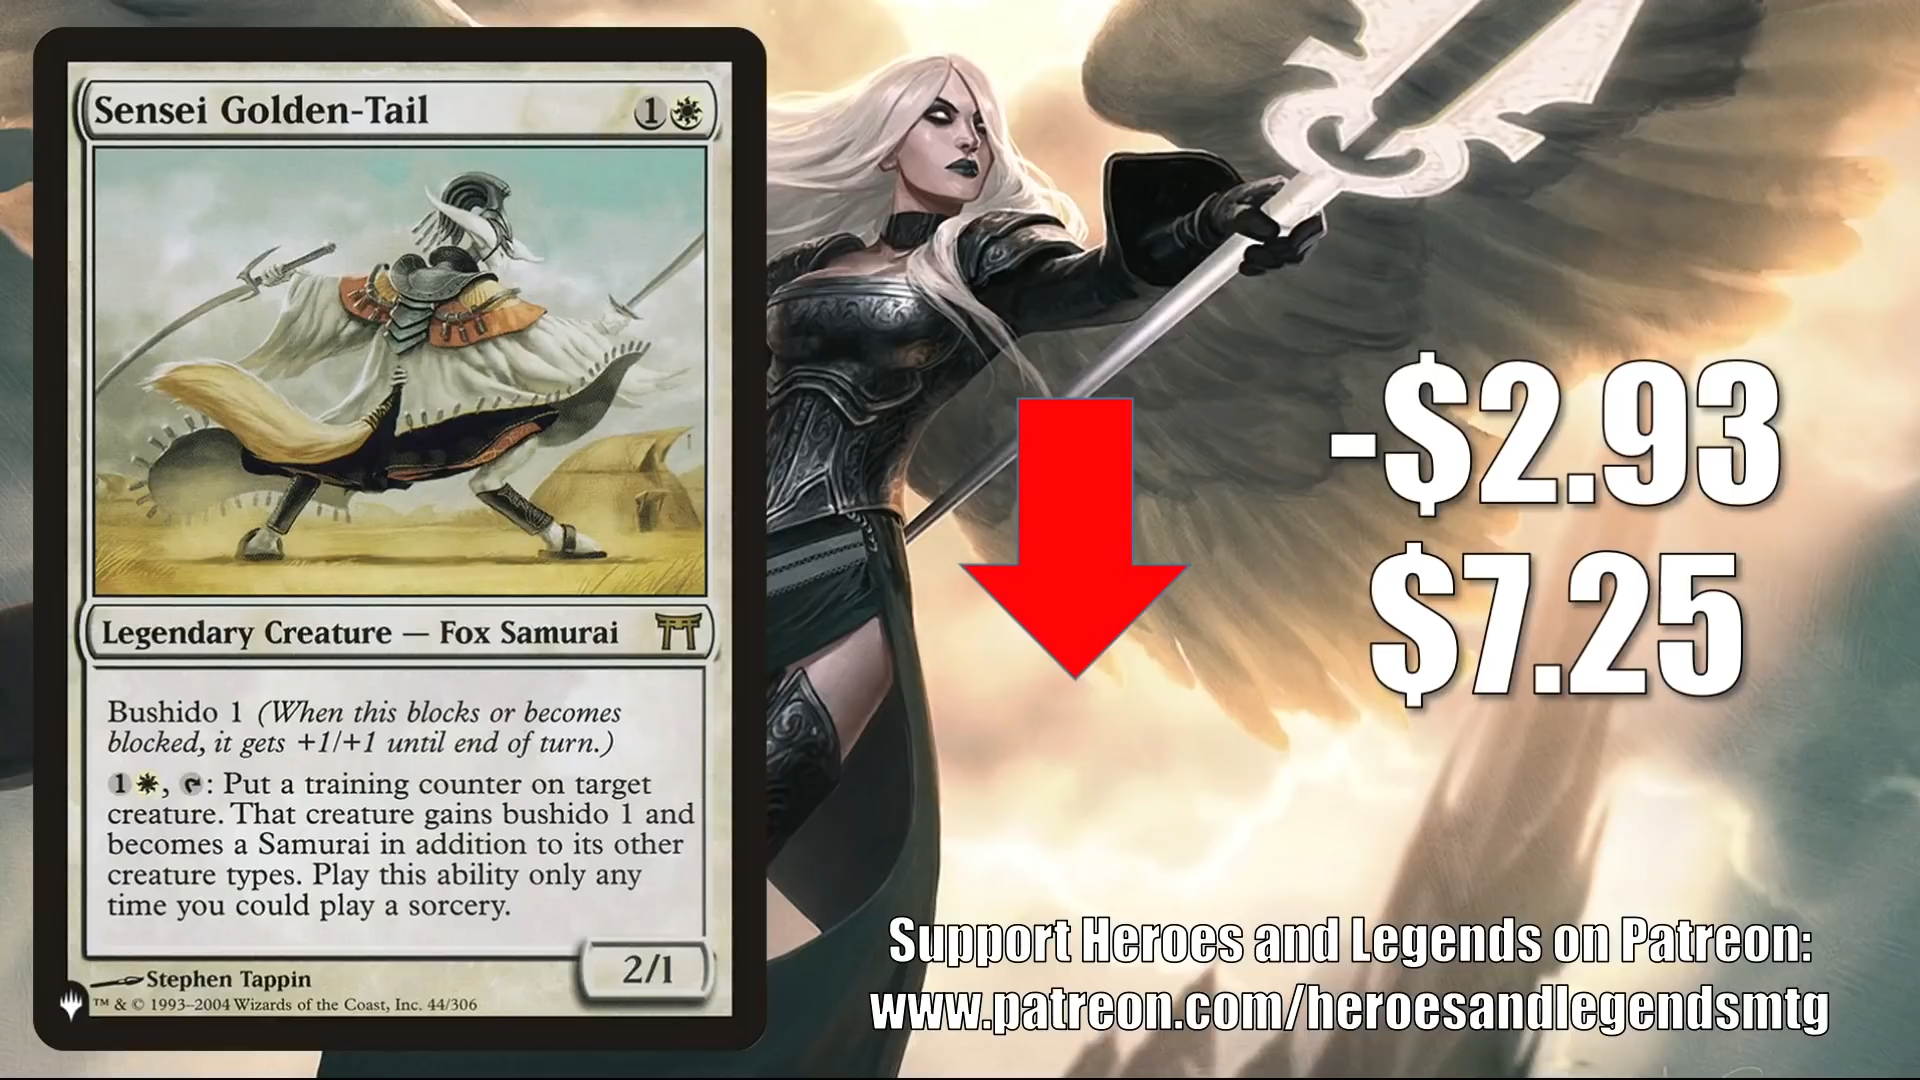 Sensei Golden-Tail 1
Legendary Creature — Fox Samurai
Bushido 1 (When this blocks or becomes
blocked, it gets +1/+1 until end of turn.)
1, : Put a training counter on target
creature. That creature gains bushido 1 and
becomes a Samurai in addition to its other
creature types. Play this ability only any
time you could play a sorcery.
2/1
Stephen Tappin
™ & © 1993–2004 Wizards of the Coast, Inc. 44/306
-$2.93
$7.25
Support Heroes and Legends on Patreon:
www.patreon.com/heroesandlegendsmtg